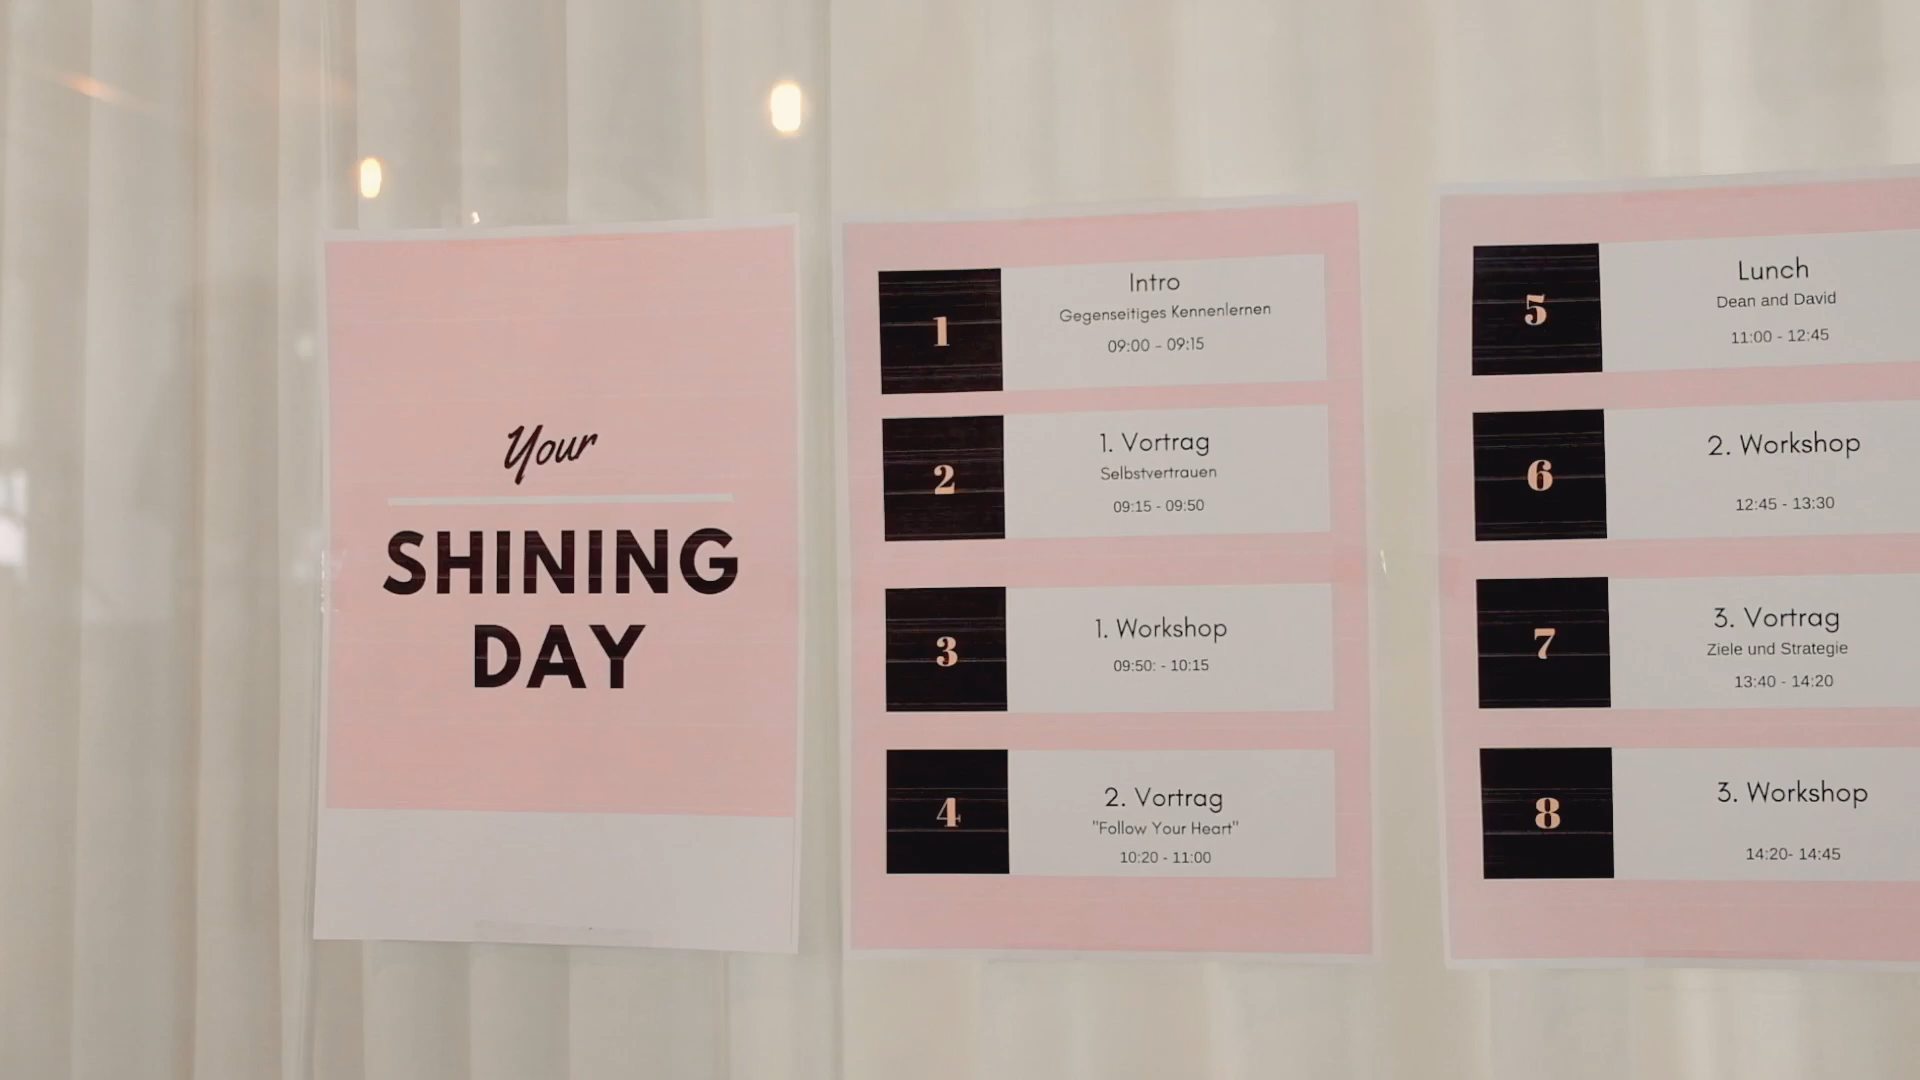 Your
SHINING
DAY
1
Intro
Gegenseitiges Kennenlernen
09:00 - 09:15
2
1. Vortrag
Selbstvertrauen
09:15 - 09:50
3
1. Workshop
09:50: - 10:15
4
2. Vortrag
"Follow Your Heart"
10:20 - 11:00
5
Lunch
Dean and David
11:00 - 12:45
6
2. Workshop
12:45 - 13:30
7
3. Vortrag
Ziele und Strategie
13:40 - 14:20
8
3. Workshop
14:20- 14:45